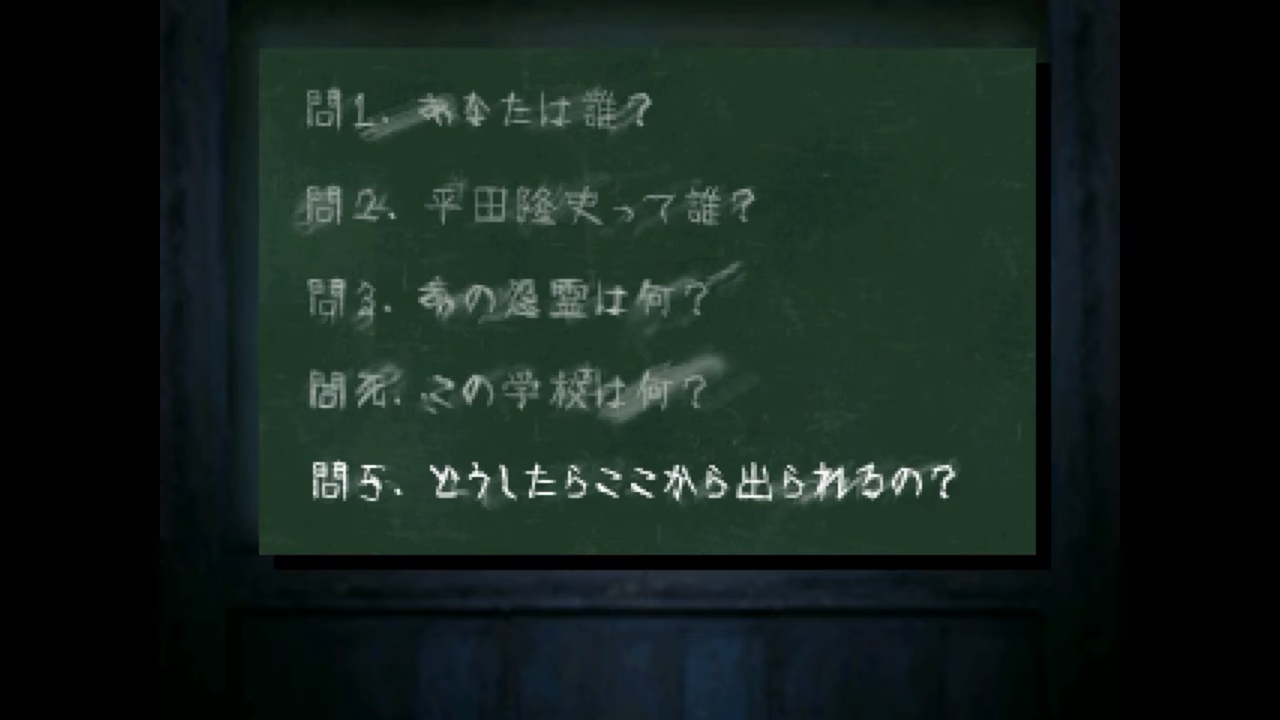 問1. あなたは誰?
問2. 平田隆史って誰?
問3. あの怨霊は何?
問死. この学校は何?
問5. どうしたらここから出られるの?